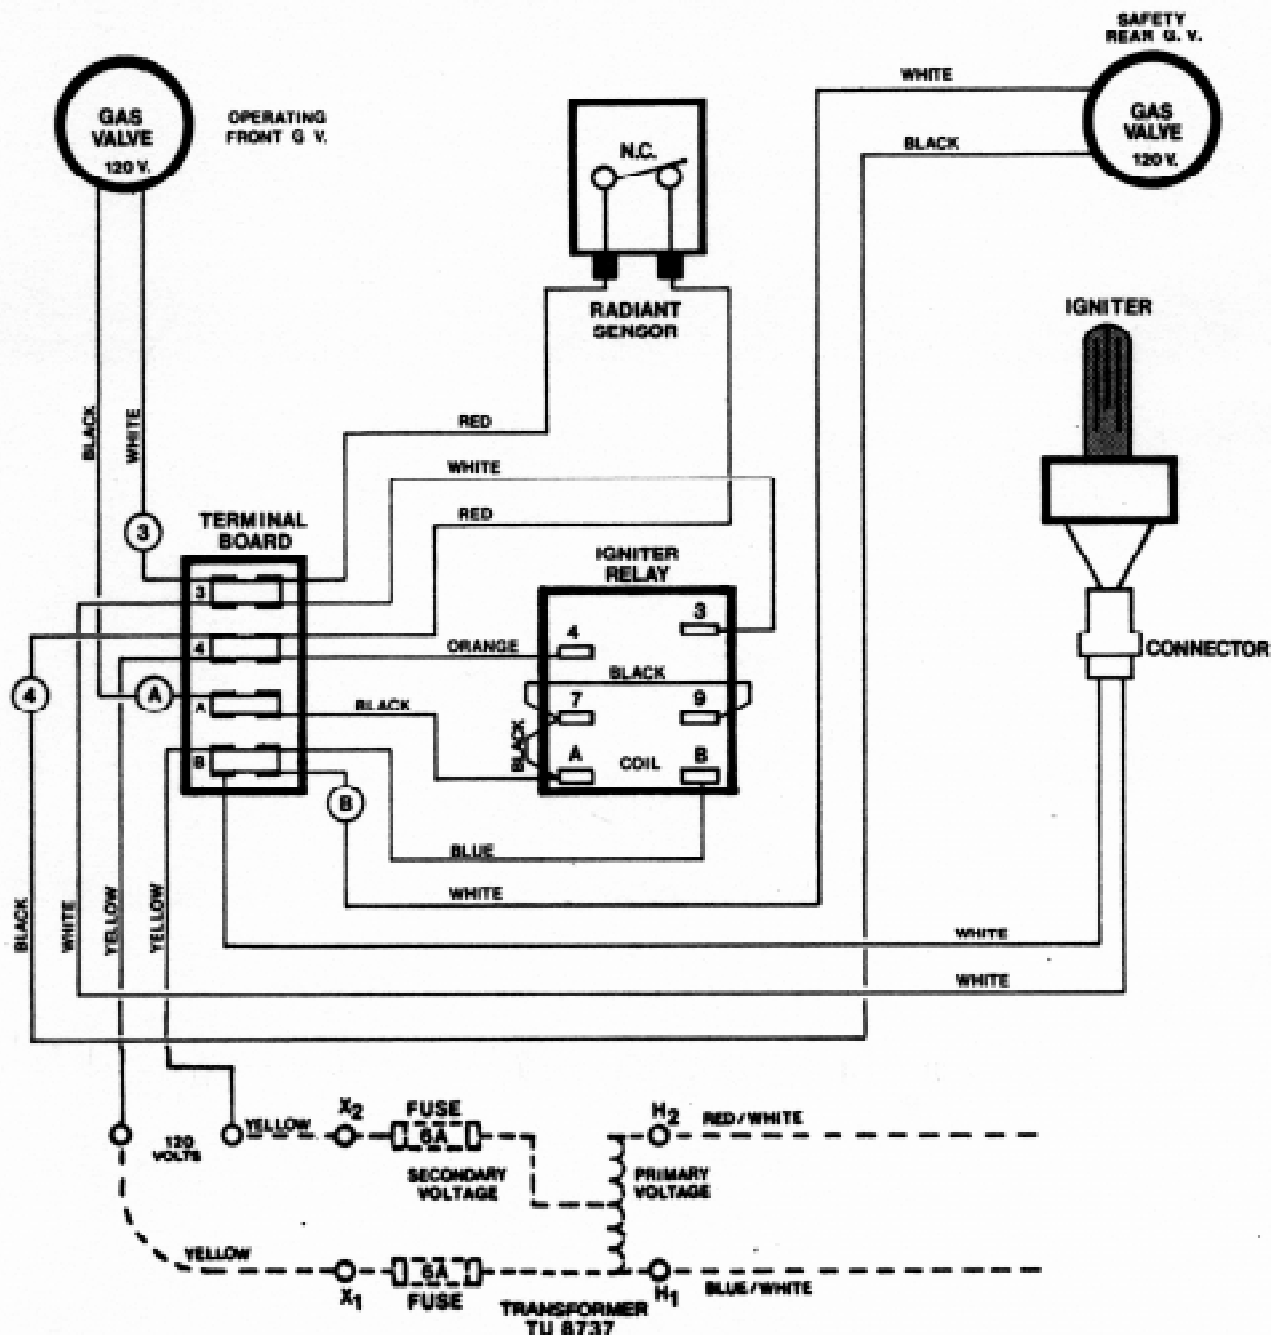 SAFETY
REAR G. V.
GAS
VALVE
120 V.
OPERATING
FRONT G V.
WHITE
GAS
VALVE
120 V.
BLACK
N.C.
RADIANT
SENSOR
IGNITER
BLACK
WHITE
RED
WHITE
RED
3
TERMINAL
BOARD
IGNITER
RELAY
3
3
4
4
ORANGE
CONNECTOR
BLACK
4
A
A
BLACK
7
9
BLACK
B
A
COIL
B
B
BLUE
WHITE
BLACK
WHITE
YELLOW
YELLOW
WHITE
WHITE
120
VOLTS
YELLOW
X2
FUSE
6A
H2
RED/WHITE
SECONDARY
VOLTAGE
PRIMARY
VOLTAGE
YELLOW
X1
6A
FUSE
H1
BLUE/WHITE
TRANSFORMER
TU 8737